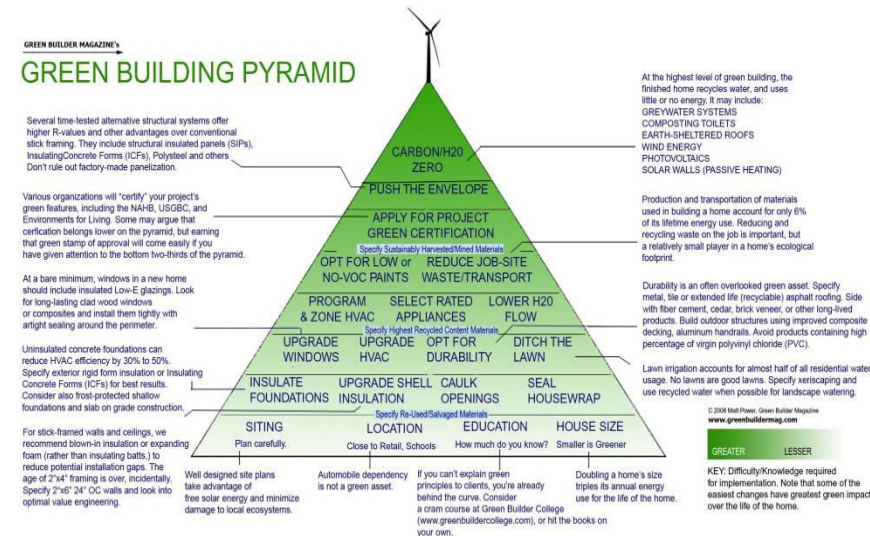 GREEN BUILDER MAGAZINE's
GREEN BUILDING PYRAMID
Several time-tested alternative structural systems offer
higher R-values and other advantages over conventional
stick framing. They include structural insulated panels (SIPs),
InsulatingConcrete Forms (ICFs), Polysteel and others
Don't rule out factory-made panelization.
Various organizations will "certify" your project's
green features, including the NAHB, USGBC, and
Environments for Living. Some may argue that
cerfication belongs lower on the pyramid, but earning
that green stamp of approval will come easily if you
have given attention to the bottom two-thirds of the pyramid.
At a bare minimum, windows in a new home
should include insulated Low-E glazings. Look
for long-lasting clad wood windows
or composites and install them tightly with
artight sealing around the perimeter.
Uninsulated concrete foundations can
reduce HVAC efficiency by 30% to 50%.
Specify exterior rigid form insulation or Insulating
Concrete Forms (ICFs) for best results.
Consider also frost-protected shallow
foundations and slab on grade construction.
For stick-framed walls and ceilings, we
recommend blown-in insulation or expanding
foam (rather than insulating batts,) to
reduce potential installation gaps. The
age of 2"x4" framing is over, incidentally.
Specify 2"x6" 24" OC walls and look into
optimal value engineering.
CARBON/H20
ZERO
PUSH THE ENVELOPE
APPLY FOR PROJECT
GREEN CERTIFICATION
Specify Sustainably Harvested/Mined Materials
OPT FOR LOW or REDUCE JOB-SITE
NO-VOC PAINTS WASTE/TRANSPORT
PROGRAM SELECT RATED LOWER H20
& ZONE HVAC APPLIANCES FLOW
Specify Highest Recycled Content Materials
UPGRADE UPGRADE OPT FOR DITCH THE
WINDOWS HVAC DURABILITY LAWN
INSULATE UPGRADE SHELL CAULK SEAL
FOUNDATIONS INSULATION OPENINGS HOUSEWRAP
Specify Re-Used/Salvaged Materials
SITING LOCATION EDUCATION HOUSE SIZE
Plan carefully. Close to Retail, Schools How much do you know? Smaller is Greener
Well designed site plans
take advantage of
free solar energy and minimize
damage to local ecosystems.
Automobile dependency
is not a green asset.
If you can't explain green
principles to clients, you're already
behind the curve. Consider
a cram course at Green Builder College
(www.greenbuildercollege.com), or hit the books on
your own.
Doubling a home's size
triples its annual energy
use for the life of the home.
At the highest level of green building, the
finished home recycles water, and uses
little or no energy. It may include:
GREYWATER SYSTEMS
COMPOSTING TOILETS
EARTH-SHELTERED ROOFS
WIND ENERGY
PHOTOVOLTAICS
SOLAR WALLS (PASSIVE HEATING)
Production and transportation of materials
used in building a home account for only 6%
of its lifetime energy use. Reducing and
recycling waste on the job is important, but
a relatively small player in a home's ecological
footprint.
Durability is an often overlooked green asset. Specify
metal, tile or extended life (recyclable) asphalt roofing. Side
with fiber cement, cedar, brick veneer, or other long-lived
products. Build outdoor structures using improved composite
decking, aluminum handrails. Avoid products containing high
percentage of virgin polyvinyl chloride (PVC).
Lawn irrigation accounts for almost half of all residential water
usage. No lawns are good lawns. Specify xeriscaping and
use recycled water when possible for landscape watering.
© 2008 Matt Power, Green Builder Magazine
www.greenbuildermag.com
GREATER LESSER
KEY: Difficulty/Knowledge required
for implementation. Note that some of the
easiest changes have greatest green impact
over the life of the home.